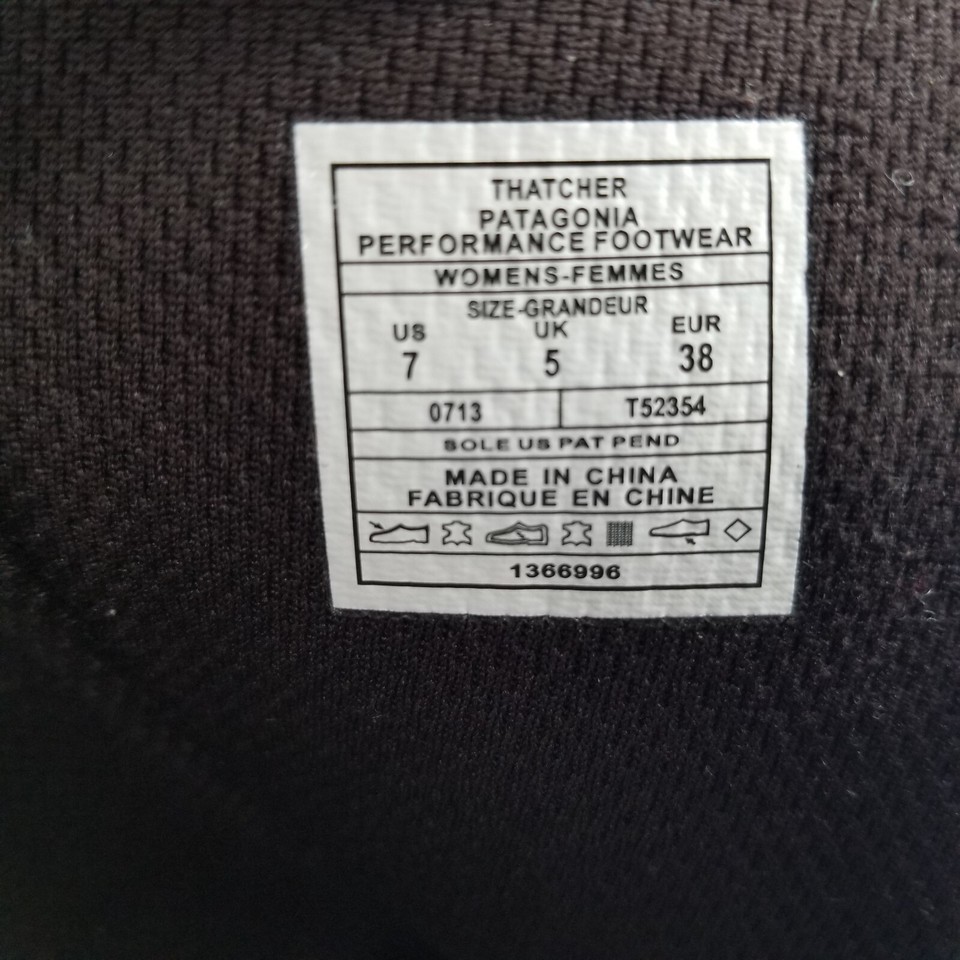 THATCHER
PATAGONIA
PERFORMANCE FOOTWEAR
WOMENS-FEMMES
SIZE-GRANDEUR
US UK EUR
7 5 38
0713 T52354
SOLE US PAT PEND
MADE IN CHINA
FABRIQUE EN CHINE
1366996